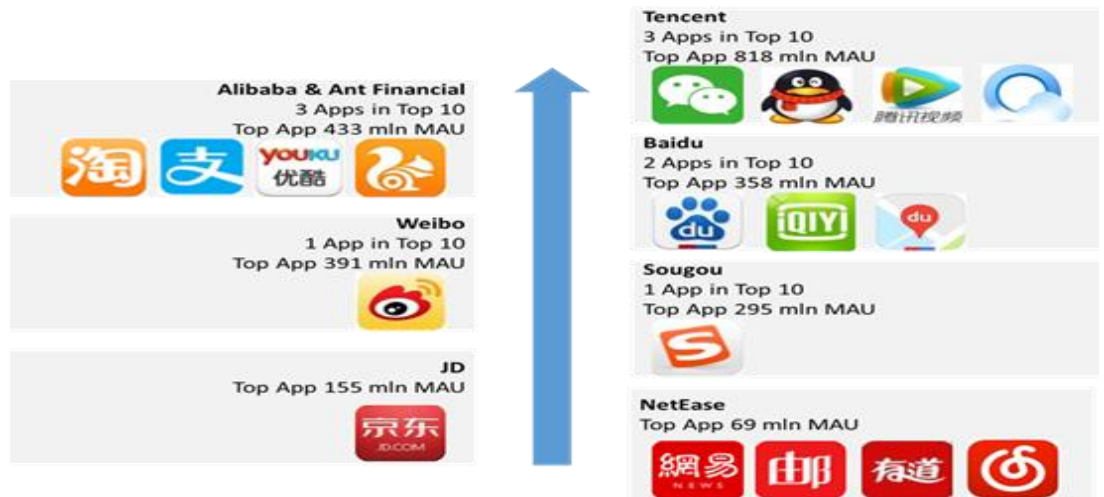 Alibaba & Ant Financial
3 Apps in Top 10
Top App 433 mln MAU
淘
支
YOUKU
优酷
Weibo
1 App in Top 10
Top App 391 mln MAU
JD
Top App 155 mln MAU
京东
JD.COM
Tencent
3 Apps in Top 10
Top App 818 mln MAU
腾讯视频
Baidu
2 Apps in Top 10
Top App 358 mln MAU
du
iQIYI
du
Sougou
1 App in Top 10
Top App 295 mln MAU
S
NetEase
Top App 69 mln MAU
網易
NEWS
邮
有道